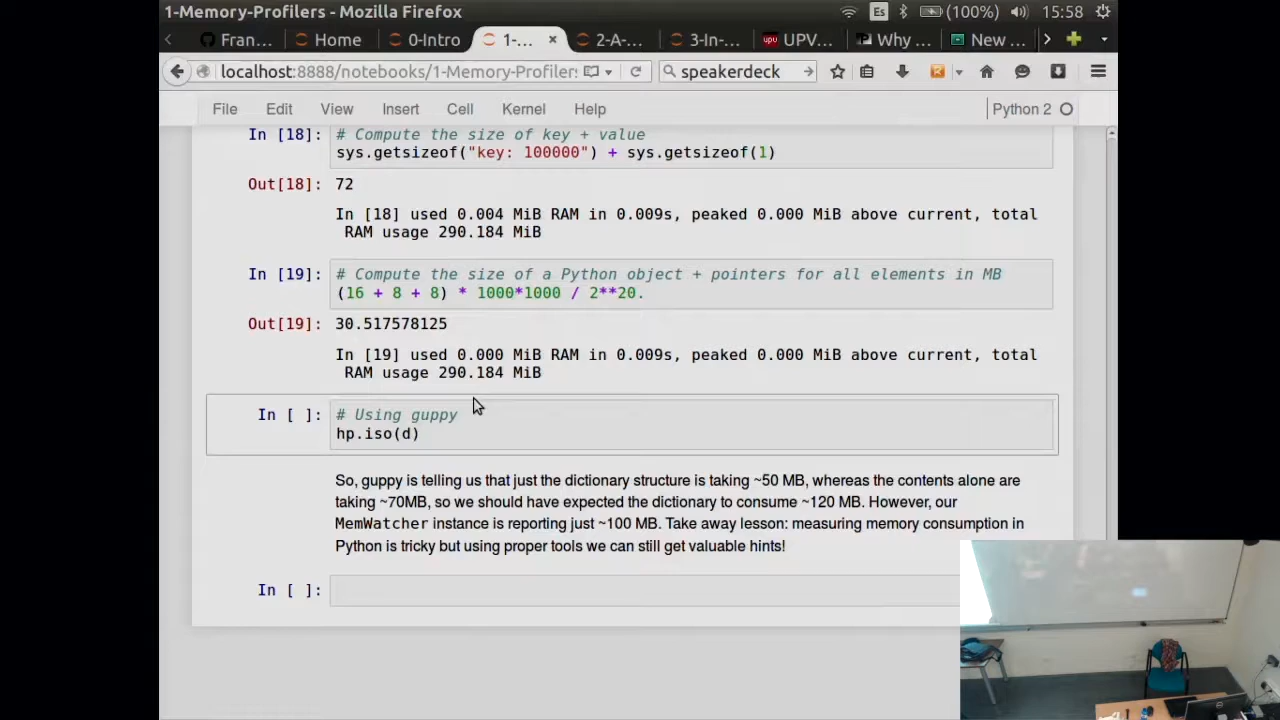 1-Memory-Profilers - Mozilla Firefox
Es (100%) 15:58
Fran... Home 0-Intro 1-... 2-A-... 3-In-... UPV... Why ... New ...
localhost:8888/notebooks/1-Memory-Profilers speakerdeck
File Edit View Insert Cell Kernel Help Python 2
In [18]: # Compute the size of key + value
sys.getsizeof("key: 100000") + sys.getsizeof(1)
Out[18]: 72
In [18] used 0.004 MiB RAM in 0.009s, peaked 0.000 MiB above current, total
RAM usage 290.184 MiB
In [19]: # Compute the size of a Python object + pointers for all elements in MB
(16 + 8 + 8) * 1000*1000 / 2**20.
Out[19]: 30.517578125
In [19] used 0.000 MiB RAM in 0.009s, peaked 0.000 MiB above current, total
RAM usage 290.184 MiB
In [ ]: # Using guppy
hp.iso(d)
So, guppy is telling us that just the dictionary structure is taking ~50 MB, whereas the contents alone are
taking ~70MB, so we should have expected the dictionary to consume ~120 MB. However, our
MemWatcher instance is reporting just ~100 MB. Take away lesson: measuring memory consumption in
Python is tricky but using proper tools we can still get valuable hints!
In [ ]: